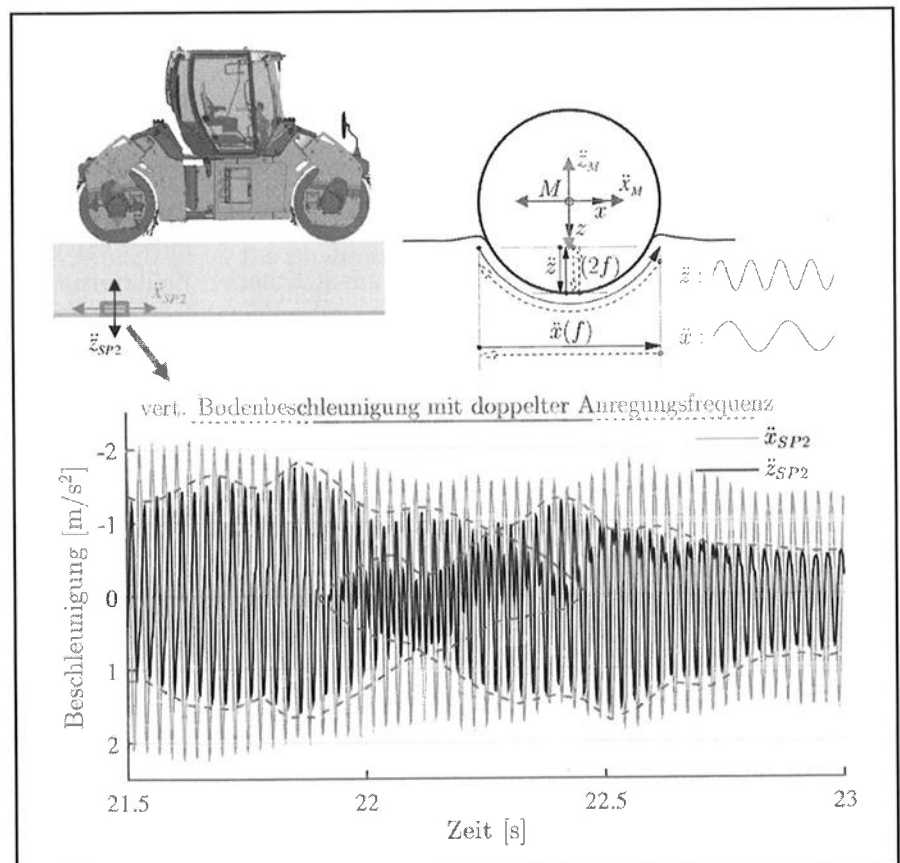 z̈_M
M
ẍ_M
x
z
z̈
(2f)
z̈ :
ẍ(f)
ẍ :
ẍ_SP2
z̈_SP2
vert. Bodenbeschleunigung mit doppelter Anregungsfrequenz
ẍ_SP2
z̈_SP2
Beschleunigung [m/s²]
-2
-1
0
1
2
21.5
22
22.5
23
Zeit [s]